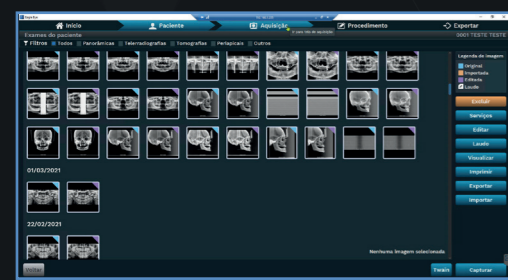 Início
Paciente
Aquisição
Procedimento
Exportar
Exames do paciente
0001 TESTE TESTE
Filtros Todos Panorâmicas Telerradiografias Tomografias Periapicais Outros
Legenda de Imagem
Original
Importada
Editada
Laudo
Excluir
Serviços
Editar
Laudo
Visualizar
Imprimir
Exportar
Importar
01/03/2021
22/02/2021
Nenhuma imagem selecionada
Voltar
Twain
Capturar